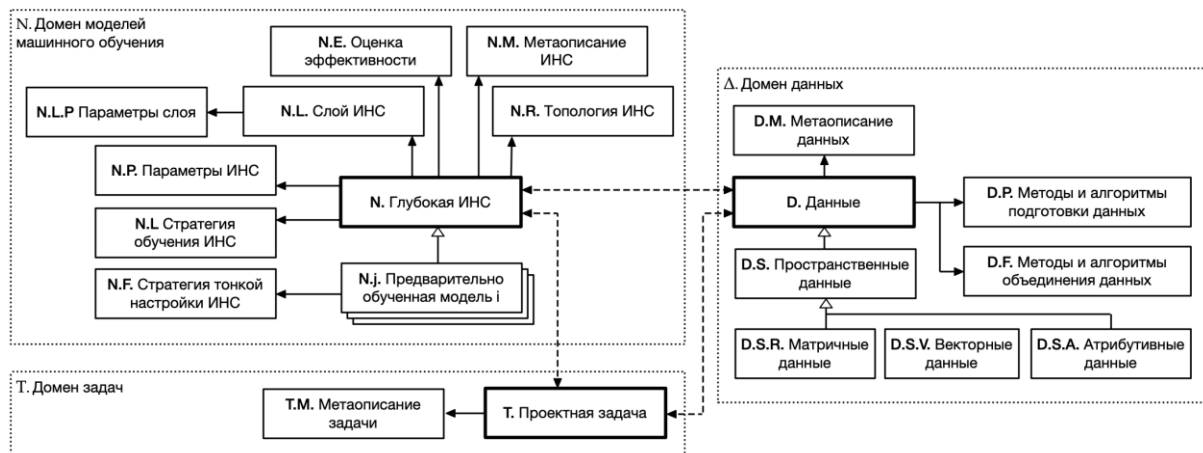 N. Домен моделей
машинного обучения
N.E. Оценка
эффективности
N.M. Метаописание
ИНС
N.L.P Параметры слоя
N.L. Слой ИНС
N.R. Топология ИНС
N.P. Параметры ИНС
N. Глубокая ИНС
N.L Стратегия
обучения ИНС
N.F. Стратегия тонкой
настройки ИНС
N.j. Предварительно
обученная модель i
Δ. Домен данных
D.M. Метаописание
данных
D. Данные
D.P. Методы и алгоритмы
подготовки данных
D.S. Пространственные
данные
D.F. Методы и алгоритмы
объединения данных
D.S.R. Матричные
данные
D.S.V. Векторные
данные
D.S.A. Атрибутивные
данные
T. Домен задач
T.M. Метаописание
задачи
T. Проектная задача